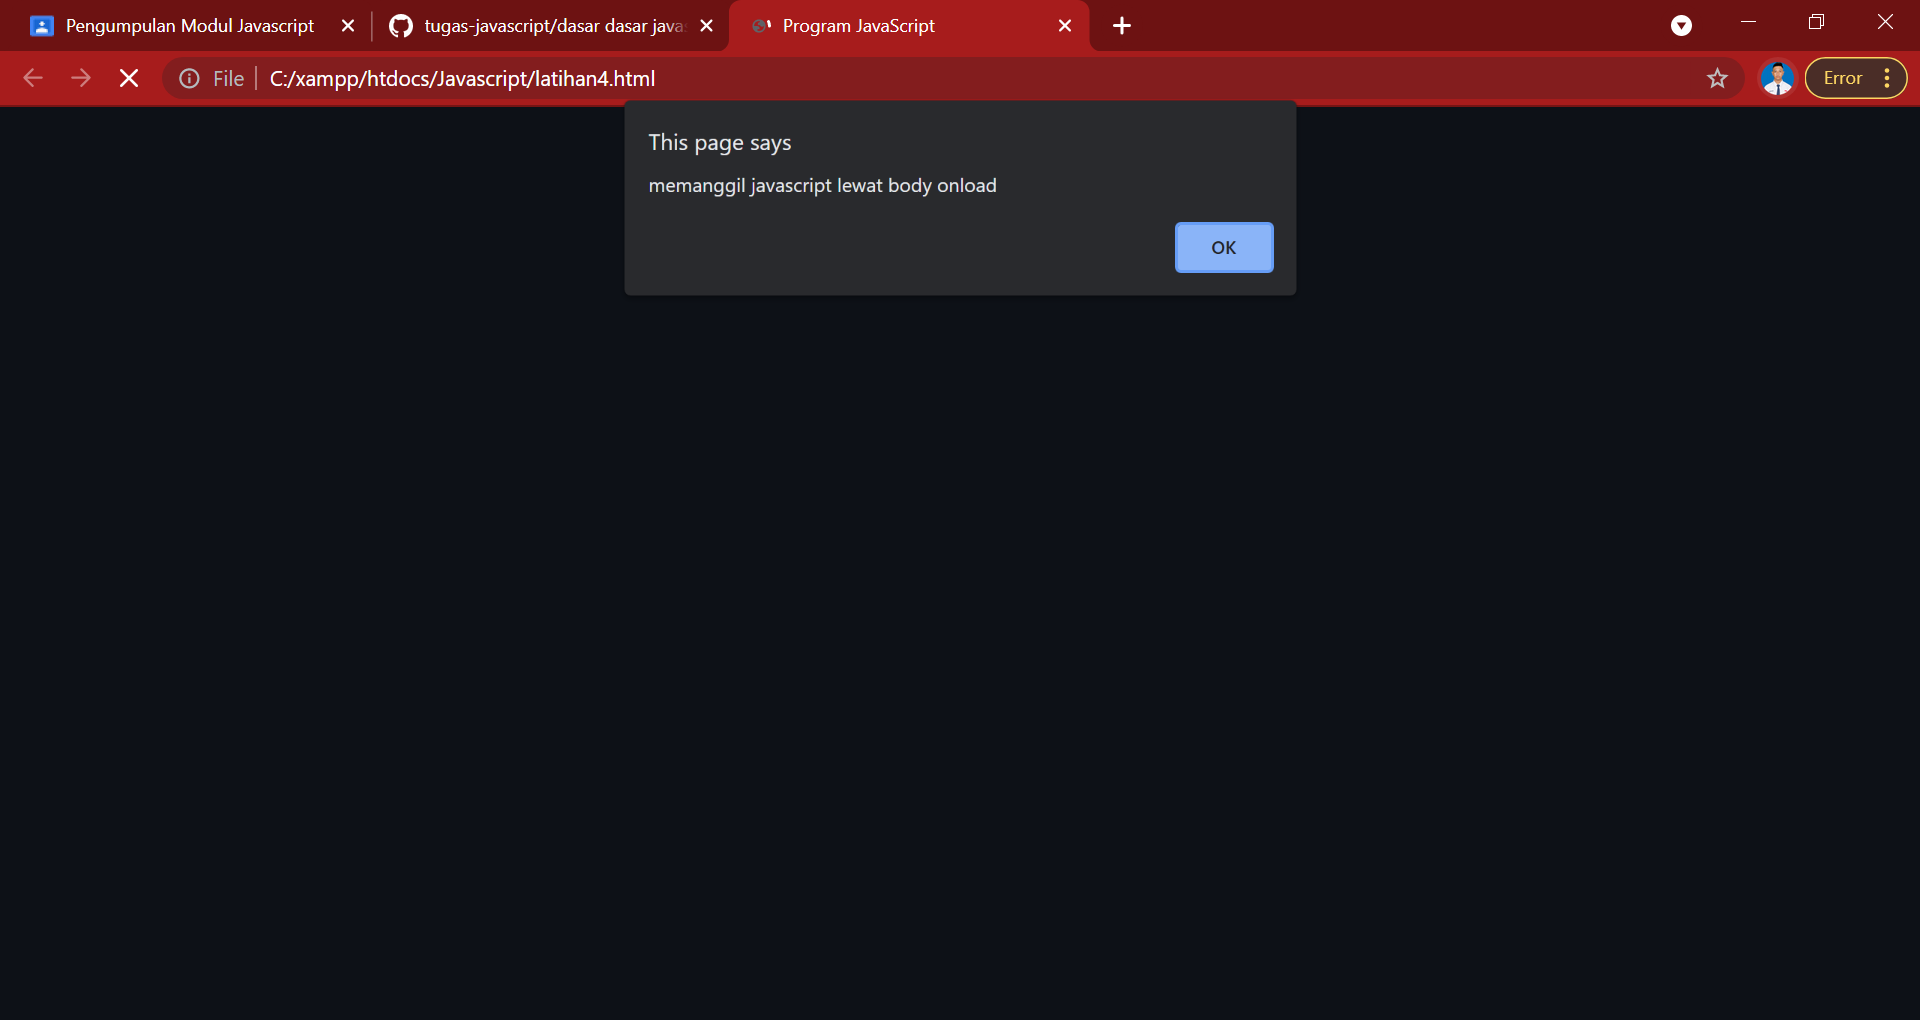 Pengumpulan Modul Javascript
tugas-javascript/dasar dasar javas
Program JavaScript
File
C:/xampp/htdocs/Javascript/latihan4.html
Error
This page says
memanggil javascript lewat body onload
OK